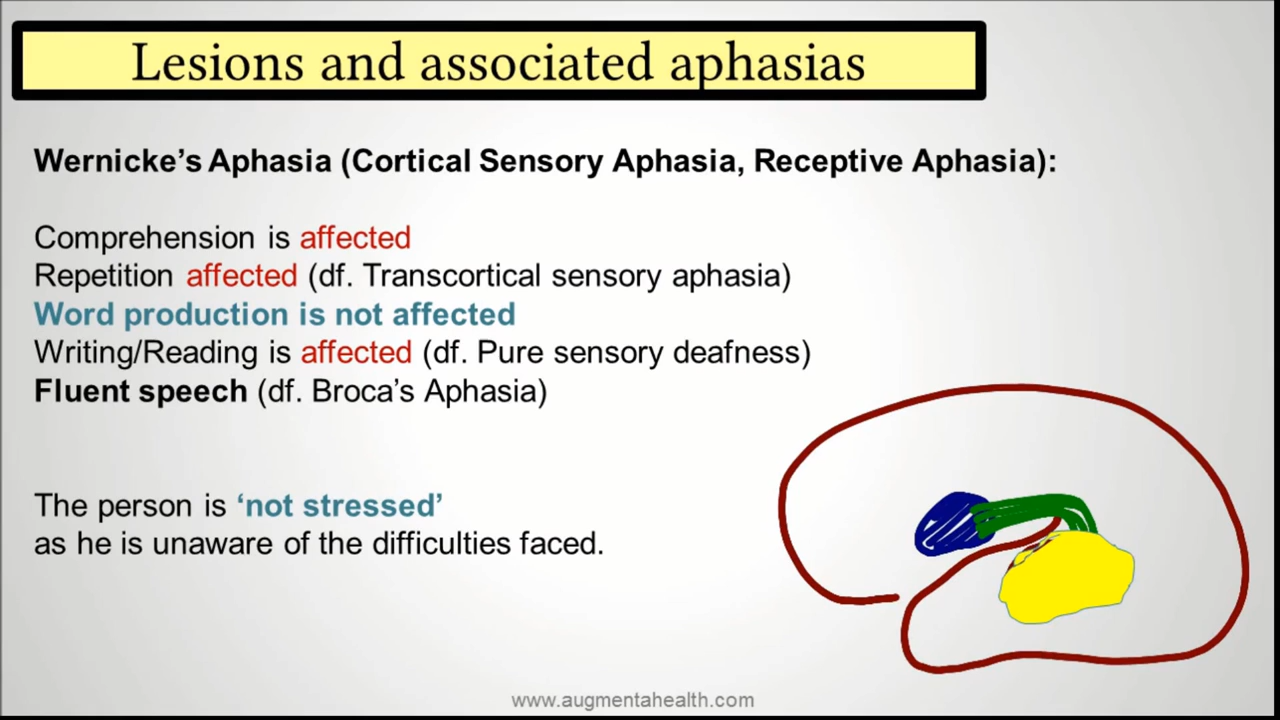 Lesions and associated aphasias
Wernicke’s Aphasia (Cortical Sensory Aphasia, Receptive Aphasia):
Comprehension is affected
Repetition affected (df. Transcortical sensory aphasia)
Word production is not affected
Writing/Reading is affected (df. Pure sensory deafness)
Fluent speech (df. Broca’s Aphasia)
The person is ‘not stressed’
as he is unaware of the difficulties faced.
www.augmentahealth.com